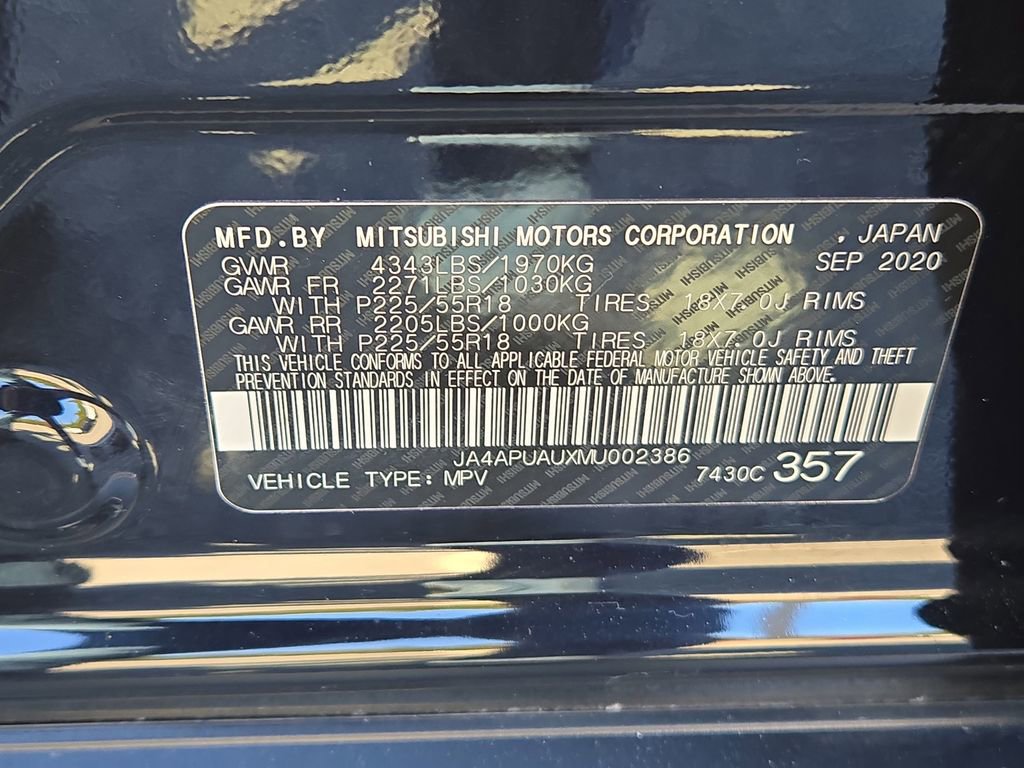 MFD.BY MITSUBISHI MOTORS CORPORATION , JAPAN
SEP 2020
GVWR 4343LBS/1970KG
GAWR FR 2271LBS/1030KG
WITH P225/55R18 TIRES, 18X7.0J RIMS
GAWR RR 2205LBS/1000KG
WITH P225/55R18 TIRES, 18X7.0J RIMS
THIS VEHICLE CONFORMS TO ALL APPLICABLE FEDERAL MOTOR VEHICLE SAFETY AND THEFT
PREVENTION STANDARDS IN EFFECT ON THE DATE OF MANUFACTURE SHOWN ABOVE.
JA4APUAUXMU002386
VEHICLE TYPE: MPV 7430C 357